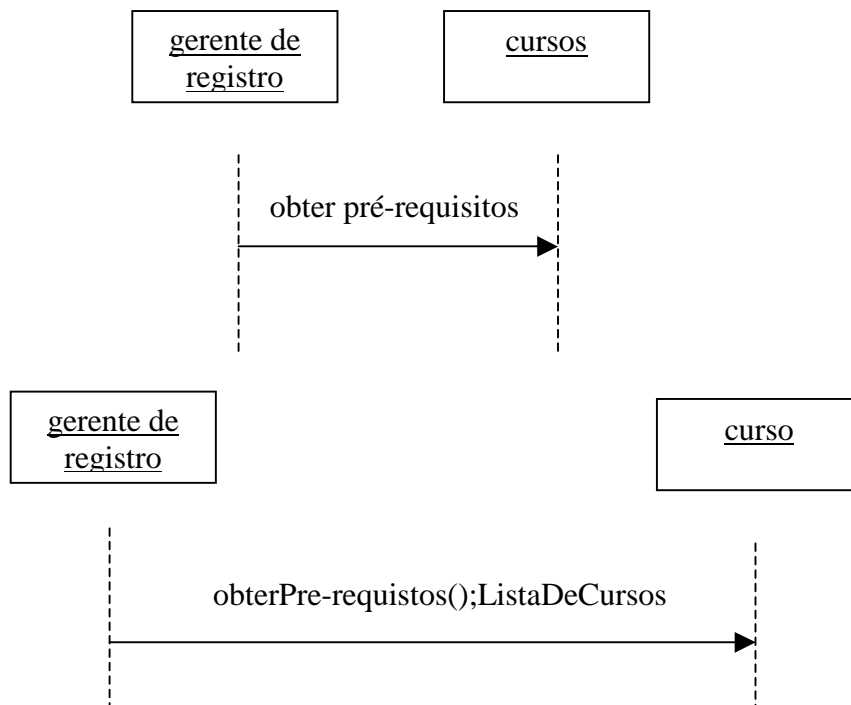 gerente de
registro
cursos
obter pré-requisitos
gerente de
registro
curso
obterPre-requistos();ListaDeCursos